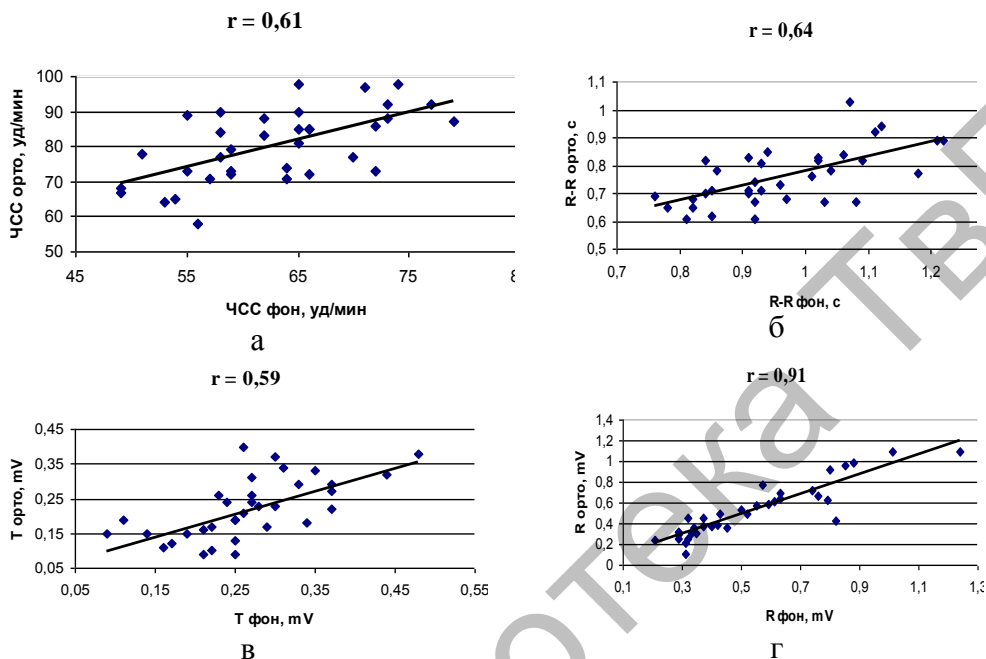 r = 0,61
100
90
80
70
60
50
ЧСС орто, уд/мин
45
55
65
75
8
ЧСС фон, уд/мин
а
r = 0,64
1,1
1
0,9
0,8
0,7
0,6
0,5
R-R орто, с
0,7
0,8
0,9
1
1,1
1,2
R-R фон, с
б
r = 0,59
0,45
0,35
0,25
0,15
0,05
Т орто, mV
0,05
0,15
0,25
0,35
0,45
0,55
Т фон, mV
в
r = 0,91
1,4
1,2
1
0,8
0,6
0,4
0,2
0
R орто, mV
0,1
0,3
0,5
0,7
0,9
1,1
1,3
R фон, mV
г
отека ТвГ